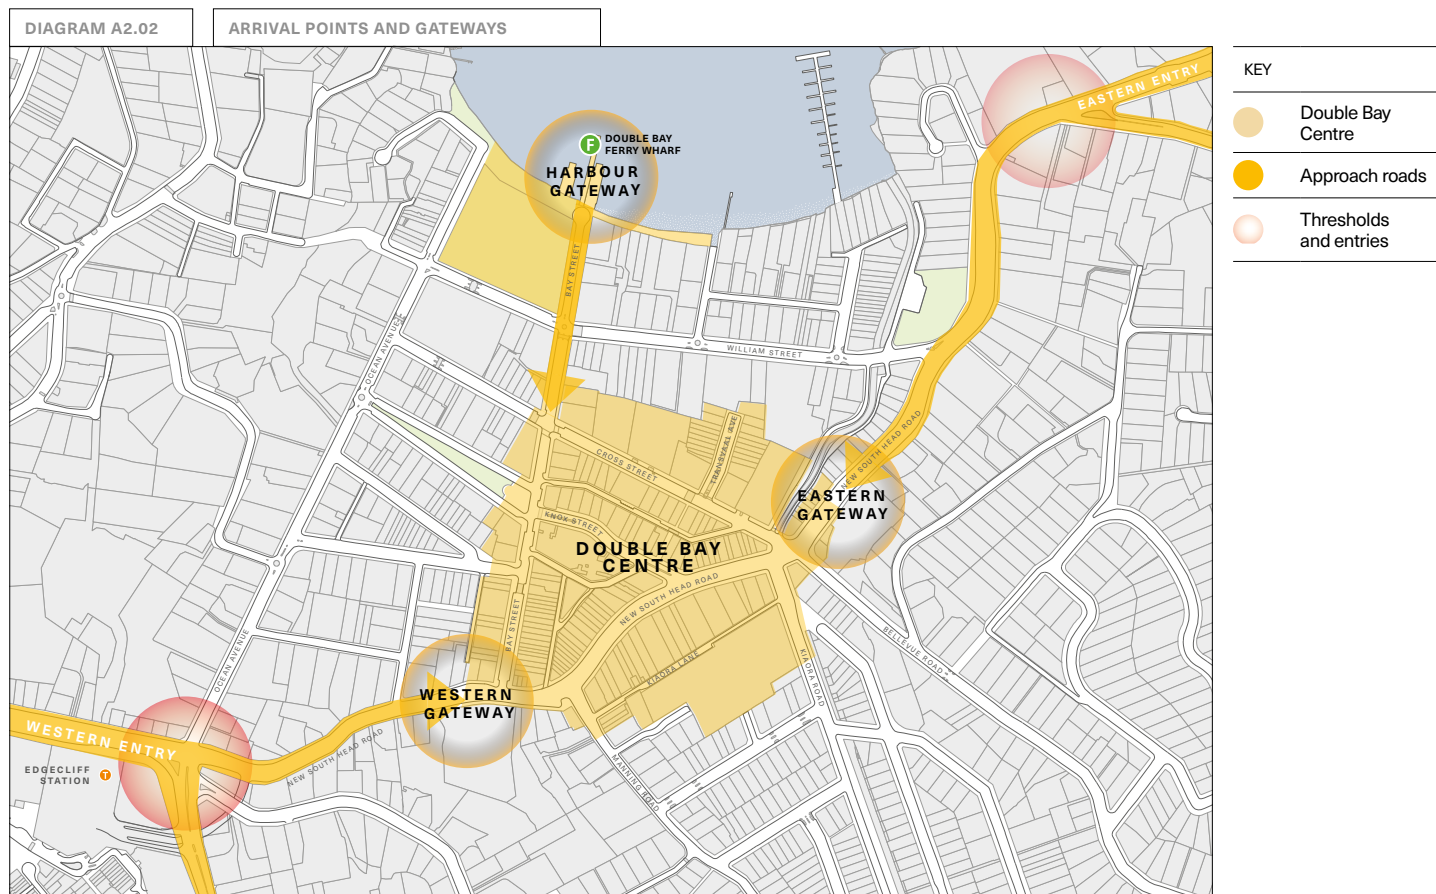 DIAGRAM A2.02
ARRIVAL POINTS AND GATEWAYS
KEY
Double Bay
Centre
Approach roads
Thresholds
and entries
EASTERN ENTRY
F
DOUBLE BAY
FERRY WHARF
HARBOUR
GATEWAY
BAY STREET
OCEAN AVENUE
WILLIAM STREET
NEW SOUTH HEAD ROAD
TRANSVAAL AVE
CROSS STREET
EASTERN
GATEWAY
KNOX STREET
DOUBLE BAY
CENTRE
NEW SOUTH HEAD ROAD
BAY STREET
BELLEVUE ROAD
KIAORA LANE
KIAORA ROAD
OCEAN AVENUE
WESTERN
GATEWAY
WESTERN ENTRY
NEW SOUTH HEAD ROAD
EDGECLIFF
STATION
T
MANNING ROAD